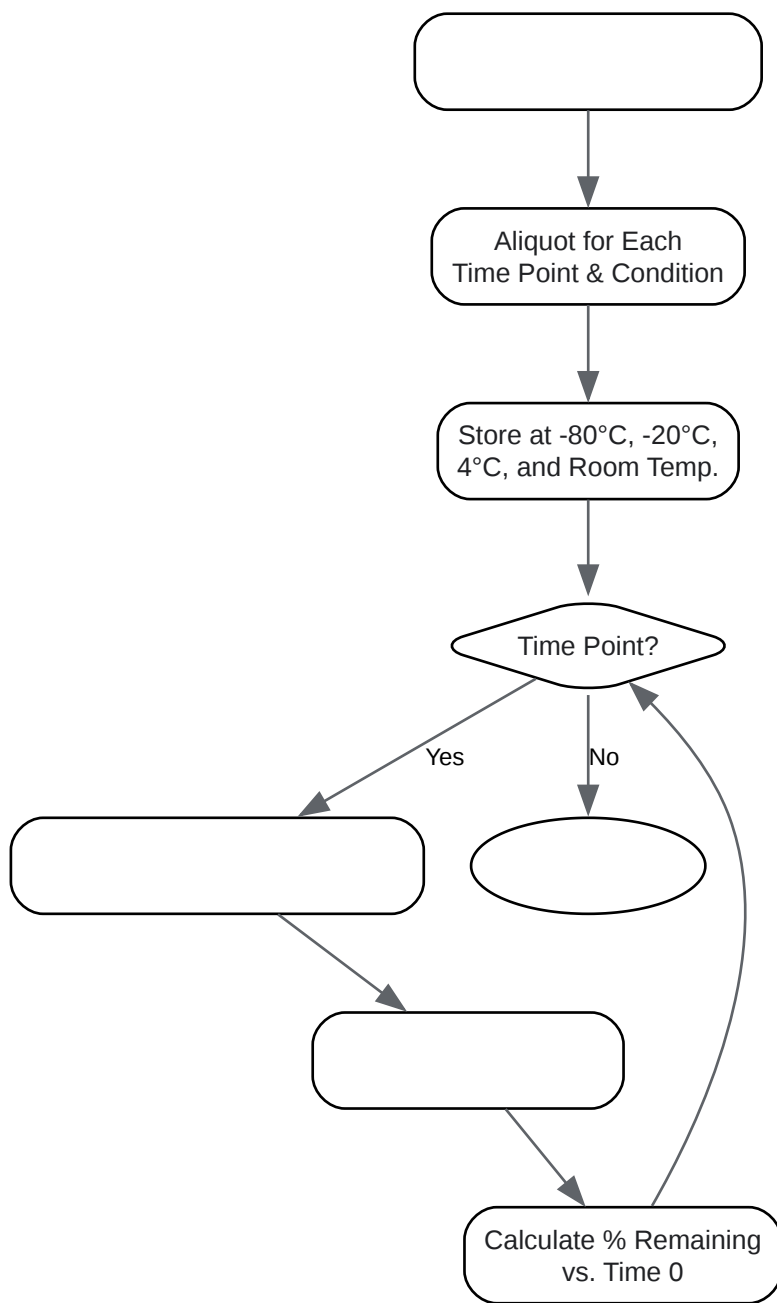 Aliquot for Each
Time Point & Condition
Store at -80°C, -20°C,
4°C, and Room Temp.
Time Point?
Yes
No
Calculate % Remaining
vs. Time 0